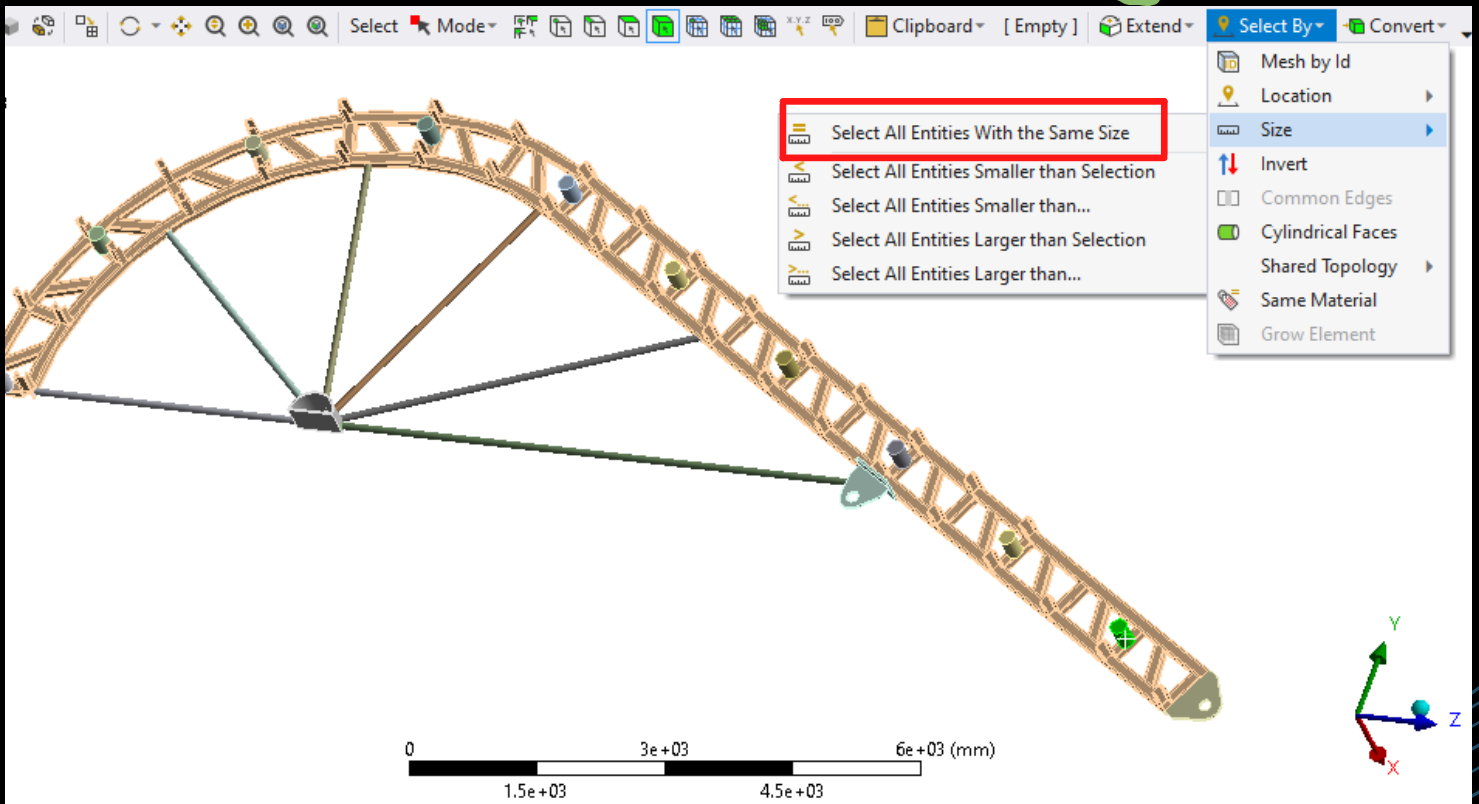 Select Mode Clipboard [ Empty ] Extend Select By Convert
Mesh by Id
Location
Size
Invert
Common Edges
Cylindrical Faces
Shared Topology
Same Material
Grow Element
Select All Entities With the Same Size
Select All Entities Smaller than Selection
Select All Entities Smaller than...
Select All Entities Larger than Selection
Select All Entities Larger than...
Y
Z
X
0 3e+03 6e+03 (mm)
1.5e+03 4.5e+03